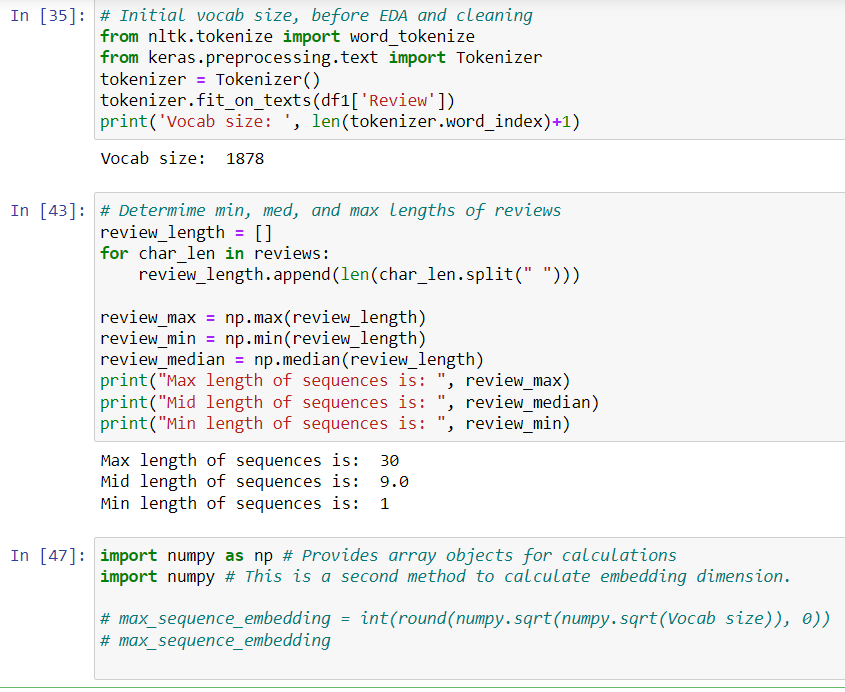 In [35]: # Initial vocab size, before EDA and cleaning
from nltk.tokenize import word_tokenize
from keras.preprocessing.text import Tokenizer
tokenizer = Tokenizer()
tokenizer.fit_on_texts(df1['Review'])
print('Vocab size: ', len(tokenizer.word_index)+1)
Vocab size:  1878
In [43]: # Determime min, med, and max lengths of reviews
review_length = []
for char_len in reviews:
    review_length.append(len(char_len.split(" ")))
review_max = np.max(review_length)
review_min = np.min(review_length)
review_median = np.median(review_length)
print("Max length of sequences is: ", review_max)
print("Mid length of sequences is: ", review_median)
print("Min length of sequences is: ", review_min)
Max length of sequences is:  30
Mid length of sequences is:  9.0
Min length of sequences is:  1
In [47]: import numpy as np # Provides array objects for calculations
import numpy # This is a second method to calculate embedding dimension.
# max_sequence_embedding = int(round(numpy.sqrt(numpy.sqrt(Vocab size)), 0))
# max_sequence_embedding